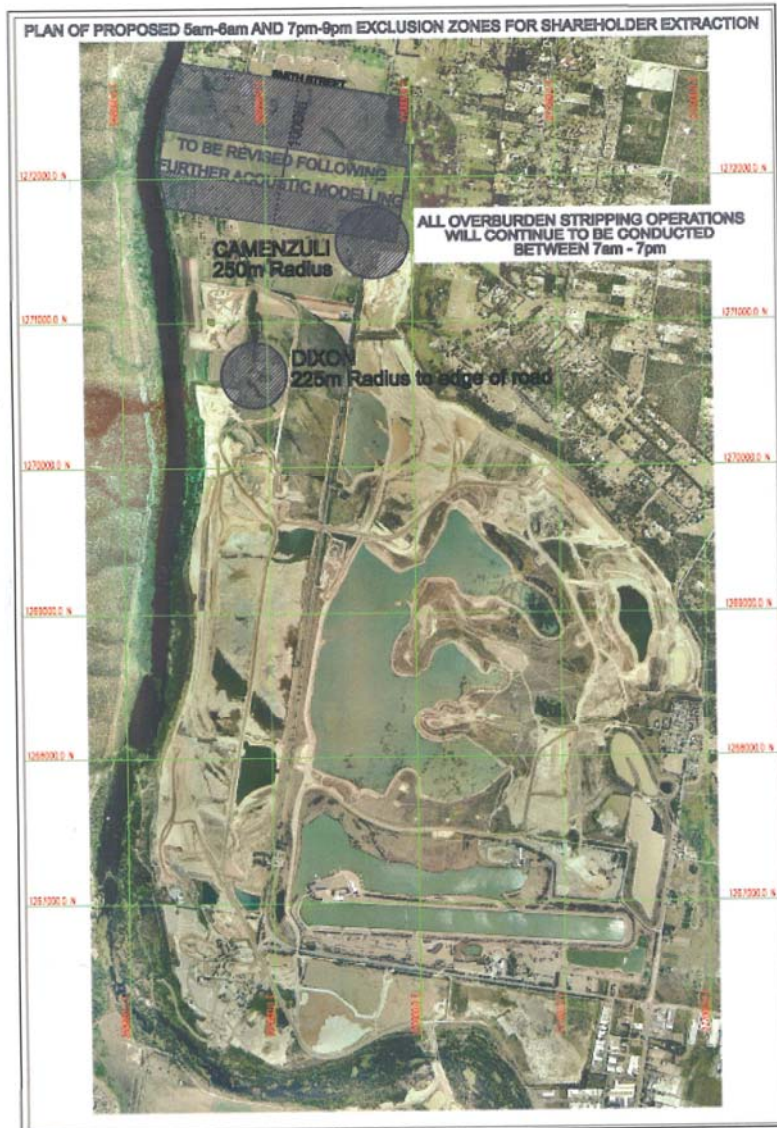 PLAN OF PROPOSED 5am-6am AND 7pm-9pm EXCLUSION ZONES FOR SHAREHOLDER EXTRACTION
SMITH STREET
TO BE REVISED FOLLOWING
FURTHER ACOUSTIC MODELLING
1272000.0 N
1272000.0 N
ALL OVERBURDEN STRIPPING OPERATIONS
WILL CONTINUE TO BE CONDUCTED
BETWEEN 7am - 7pm
CAMENZULI
250m Radius
1271000.0 N
1271000.0 N
DIXON
225m Radius to edge of road
1270000.0 N
1270000.0 N
1269000.0 N
1269000.0 N
1268000.0 N
1268000.0 N
1267000.0 N
1267000.0 N